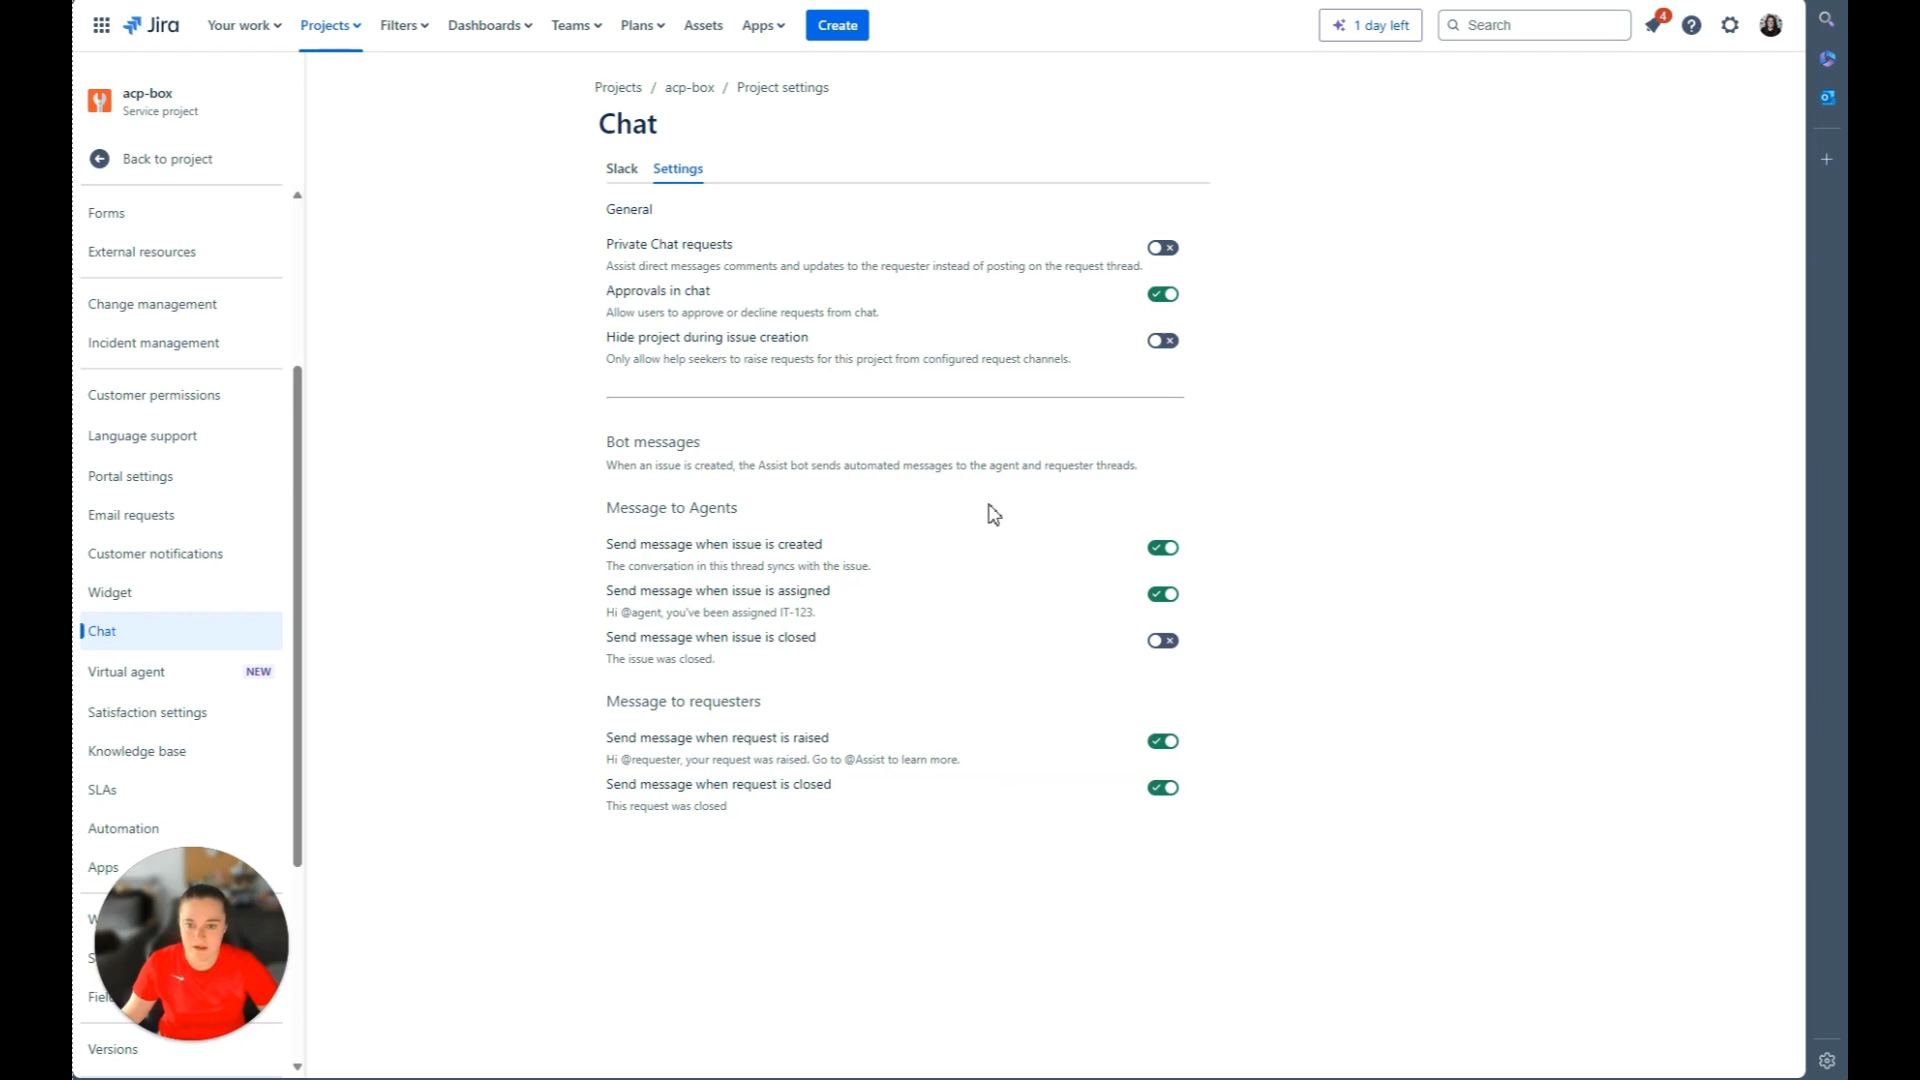 Jira
Your work
Projects
Filters
Dashboards
Teams
Plans
Assets
Apps
Create
1 day left
Search
4
acp-box
Service project
Back to project
Forms
External resources
Change management
Incident management
Customer permissions
Language support
Portal settings
Email requests
Customer notifications
Widget
Chat
Virtual agent NEW
Satisfaction settings
Knowledge base
SLAs
Automation
Apps
Versions
Projects / acp-box / Project settings
Chat
Slack Settings
General
Private Chat requests
Assist direct messages comments and updates to the requester instead of posting on the request thread.
Approvals in chat
Allow users to approve or decline requests from chat.
Hide project during issue creation
Only allow help seekers to raise requests for this project from configured request channels.
Bot messages
When an issue is created, the Assist bot sends automated messages to the agent and requester threads.
Message to Agents
Send message when issue is created
The conversation in this thread syncs with the issue.
Send message when issue is assigned
Hi @agent, you've been assigned IT-123.
Send message when issue is closed
The issue was closed.
Message to requesters
Send message when request is raised
Hi @requester, your request was raised. Go to @Assist to learn more.
Send message when request is closed
This request was closed